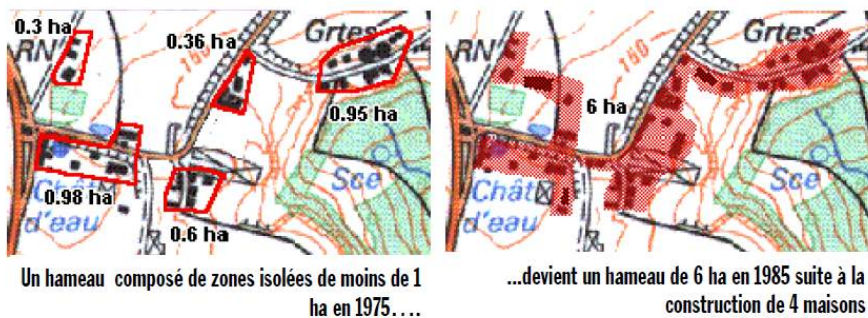 0.3 ha
RN
0.36 ha
150
Grtes
0.95 ha
Chât
d'eau
0.98 ha
0.6 ha
Sce
Un hameau composé de zones isolées de moins de 1
ha en 1975....
RN
150
Grtes
6 ha
Chât
d'eau
Sce
...devient un hameau de 6 ha en 1985 suite à la
construction de 4 maisons